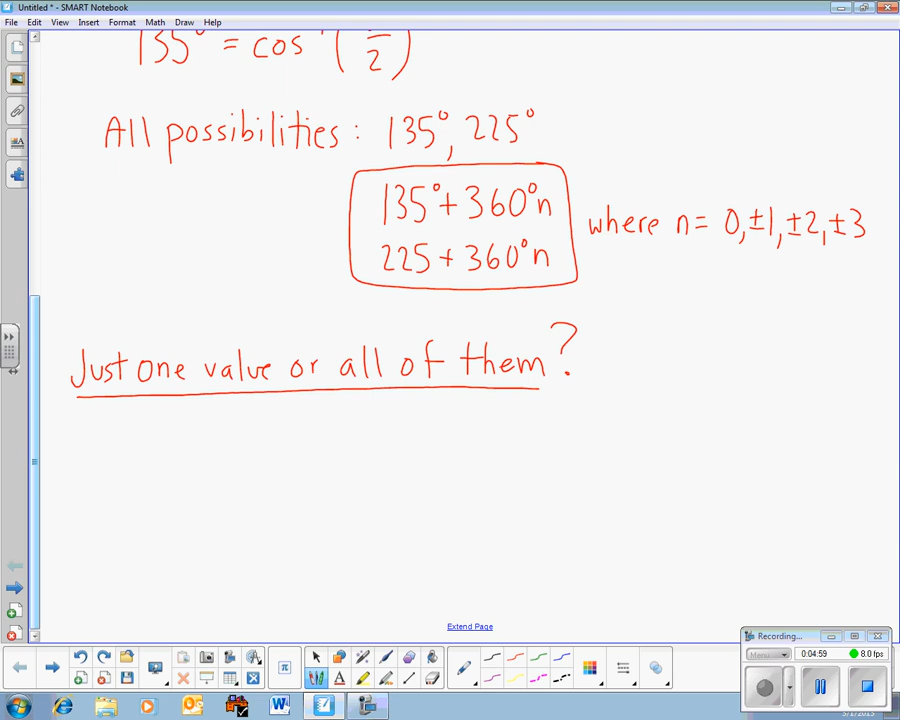 Untitled * - SMART Notebook
File Edit View Insert Format Math Draw Help
135° = cos⁻¹ ( /2)
All possibilities: 135°, 225°
135° + 360°n
225 + 360°n
where n = 0, ±1, ±2, ±3
Just one value or all of them?
Extend Page
Recording...
Menu
0:04:59
8.0 fps
π
A
W